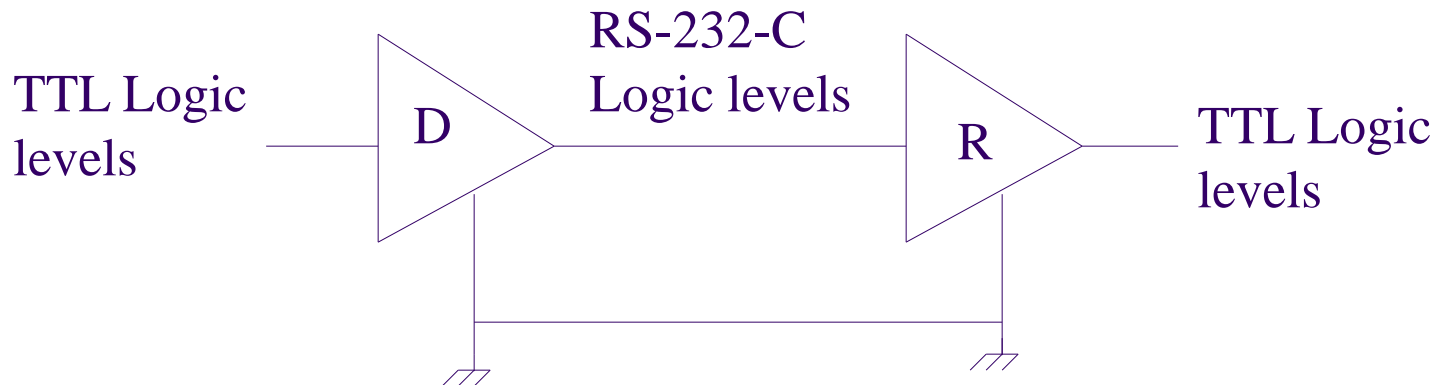 TTL Logic
levels
D
RS-232-C
Logic levels
R
TTL Logic
levels